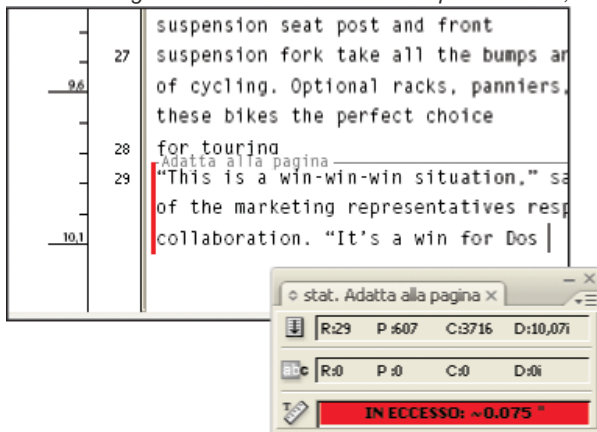 suspension seat post and front
27 suspension fork take all the bumps
9,6 of cycling. Optional racks, panniers,
these bikes the perfect choice
28 for touring
Adatta alla pagina
29 “This is a win-win-win situation,”
of the marketing representatives
10,1 collaboration. “It's a win for Dos
stat. Adatta alla pagina
R:29 P:607 C:3716 D:10,07i
abc R:0 P:0 C:0 D:0i
IN ECCESSO: ~0.075 "